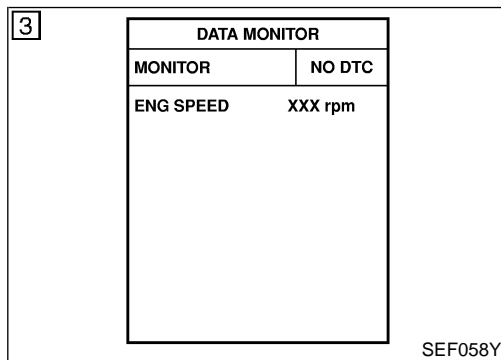 3
DATA MONITOR
MONITOR NO DTC
ENG SPEED XXX rpm
SEF058Y